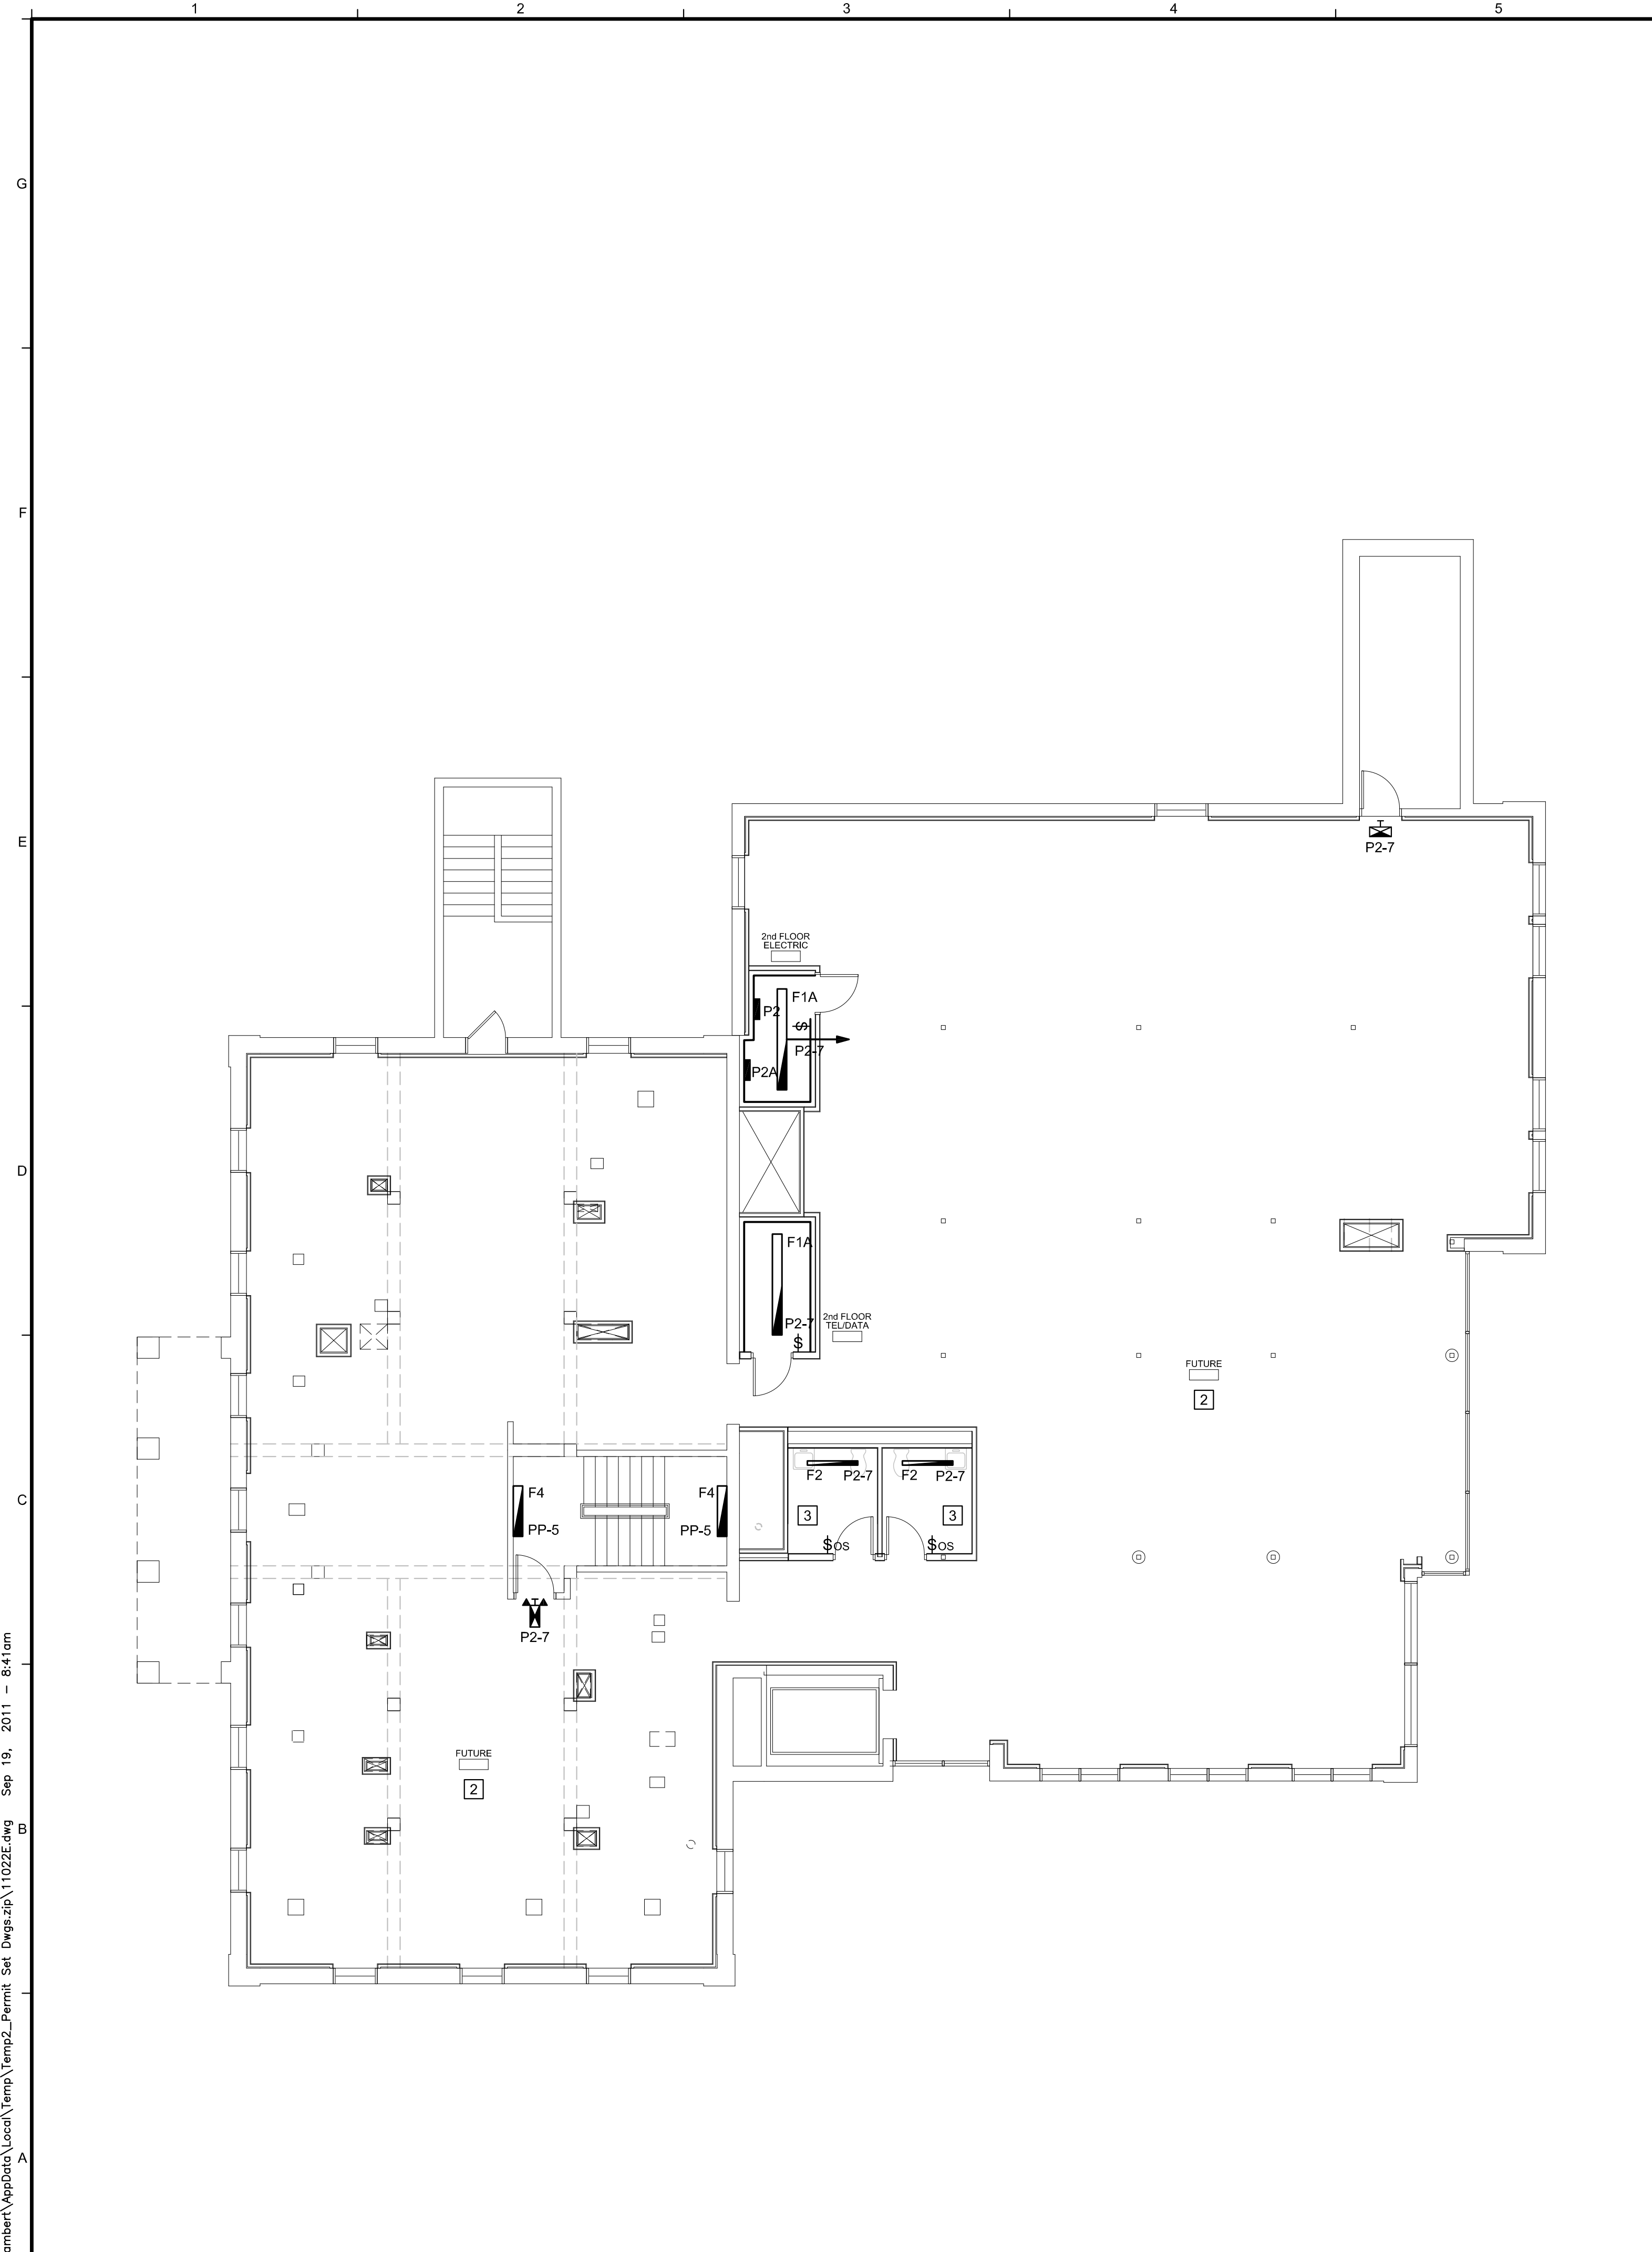 1
2
3
4
5
G
F
E
P2-7
2nd FLOOR
ELECTRIC
F1A
P2
$
P2-7
P2A
D
F1A
P2-7
$
2nd FLOOR
TEL/DATA
FUTURE
2
F2
P2-7
F2
P2-7
C
F4
F4
3
3
PP-5
PP-5
$OS
$OS
P2-7
FUTURE
2
B
A
ambert\AppData\Local\Temp\Temp2_Permit Set Dwgs.zip\11022E.dwg Sep 19, 2011 - 8:41am